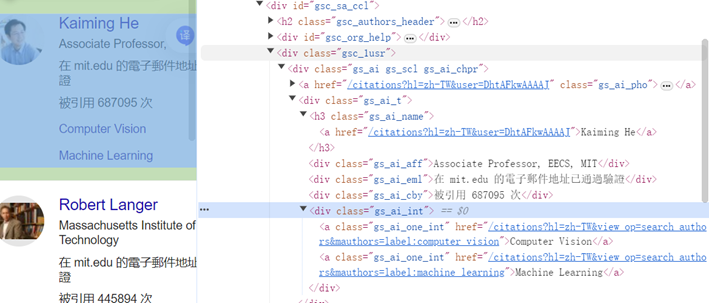 Kaiming He
Associate Professor,
在 mit.edu 的電子郵件地址
證
被引用 687095 次
Computer Vision
Machine Learning
Robert Langer
Massachusetts Institute of
Technology
在 mit.edu 的電子郵件地址
證
被引用 445894 次
译
<div id="gsc_sa_ccl">
<h2 class="gsc_authors_header"> … </h2>
<div id="gsc_org_help"> … </div>
<div class="gsc_1usr">
<div class="gs_ai gs_scl gs_ai_chpr">
<a href="/citations?hl=zh-TW&user=DhtAFkwAAAAJ" class="gs_ai_pho"> … </a>
<div class="gs_ai_t">
<h3 class="gs_ai_name">
<a href="/citations?hl=zh-TW&user=DhtAFkwAAAAJ">Kaiming He</a>
</h3>
<div class="gs_ai_aff">Associate Professor, EECS, MIT</div>
<div class="gs_ai_eml">在 mit.edu 的電子郵件地址已通過驗證</div>
<div class="gs_ai_cby">被引用 687095 次</div>
… <div class="gs_ai_int"> == $0
<a class="gs_ai_one_int" href="/citations?hl=zh-TW&view_op=search_autho
rs&mauthors=label:computer_vision">Computer Vision</a>
<a class="gs_ai_one_int" href="/citations?hl=zh-TW&view_op=search_autho
rs&mauthors=label:machine_learning">Machine Learning</a>
</div>
</div>